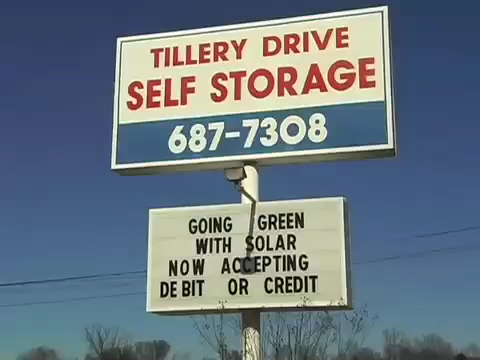 TILLERY DRIVE
SELF STORAGE
687-7308
GOING GREEN
WITH SOLAR
NOW ACCEPTING
DEBIT OR CREDIT